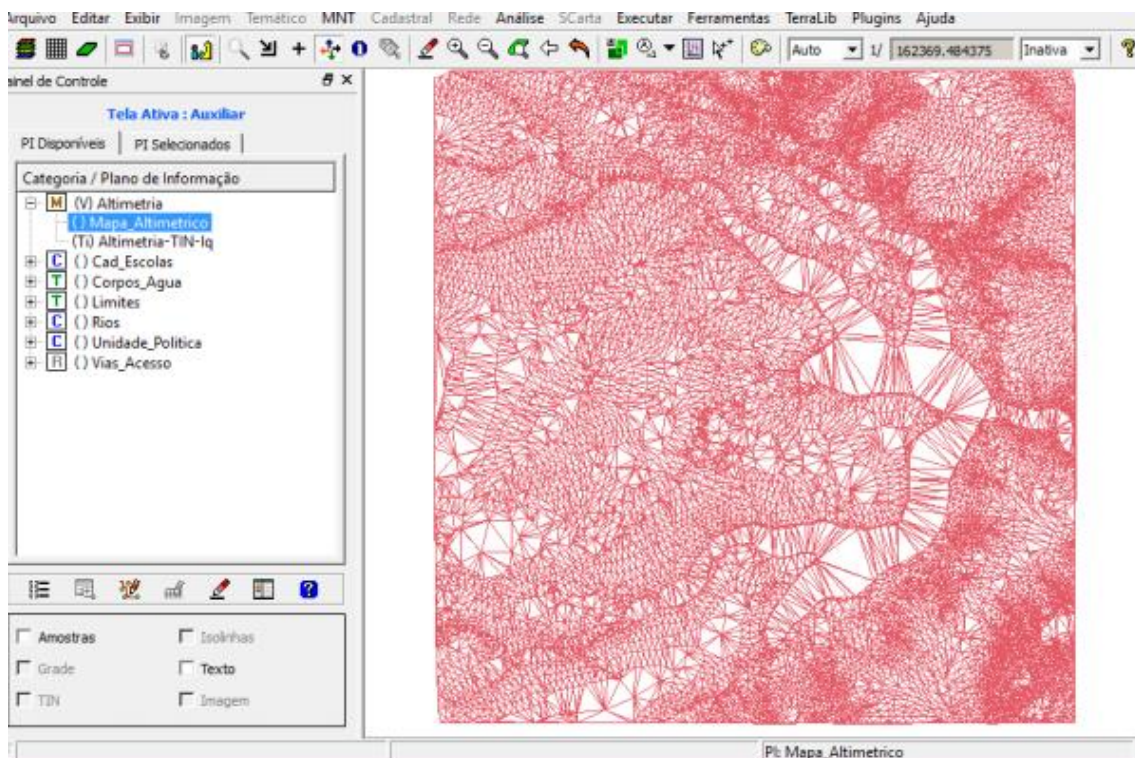 Arquivo Editar Exibir Imagem Temático MNT Cadastral Rede Análise SCarta Executar Ferramentas TerraLib Plugins Ajuda
Auto 1/ 162369.484375 Inativa
ainel de Controle
Tela Ativa : Auxiliar
PI Disponíveis PI Selecionados
Categoria / Plano de Informação
M (V) Altimetria
() Mapa_Altimetrico
(Ti) Altimetria-TIN-lq
C () Cad_Escolas
T () Corpos_Agua
T () Limites
C () Rios
C () Unidade_Politica
R () Vias_Acesso
Amostras Isolinhas
Grade Texto
TIN Imagem
PI: Mapa_Altimetrico